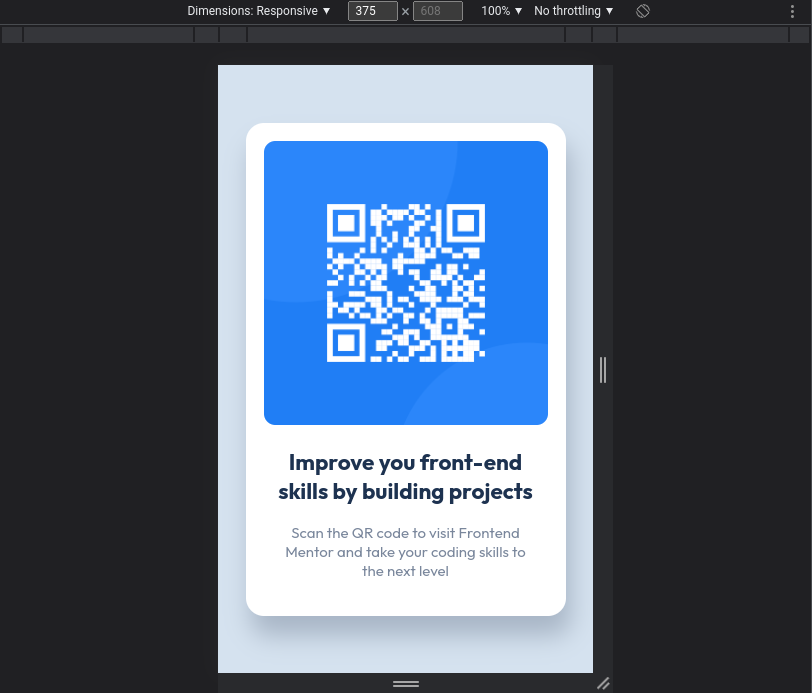 Dimensions: Responsive 375 × 608 100% No throttling
Improve you front-end
skills by building projects
Scan the QR code to visit Frontend
Mentor and take your coding skills to
the next level